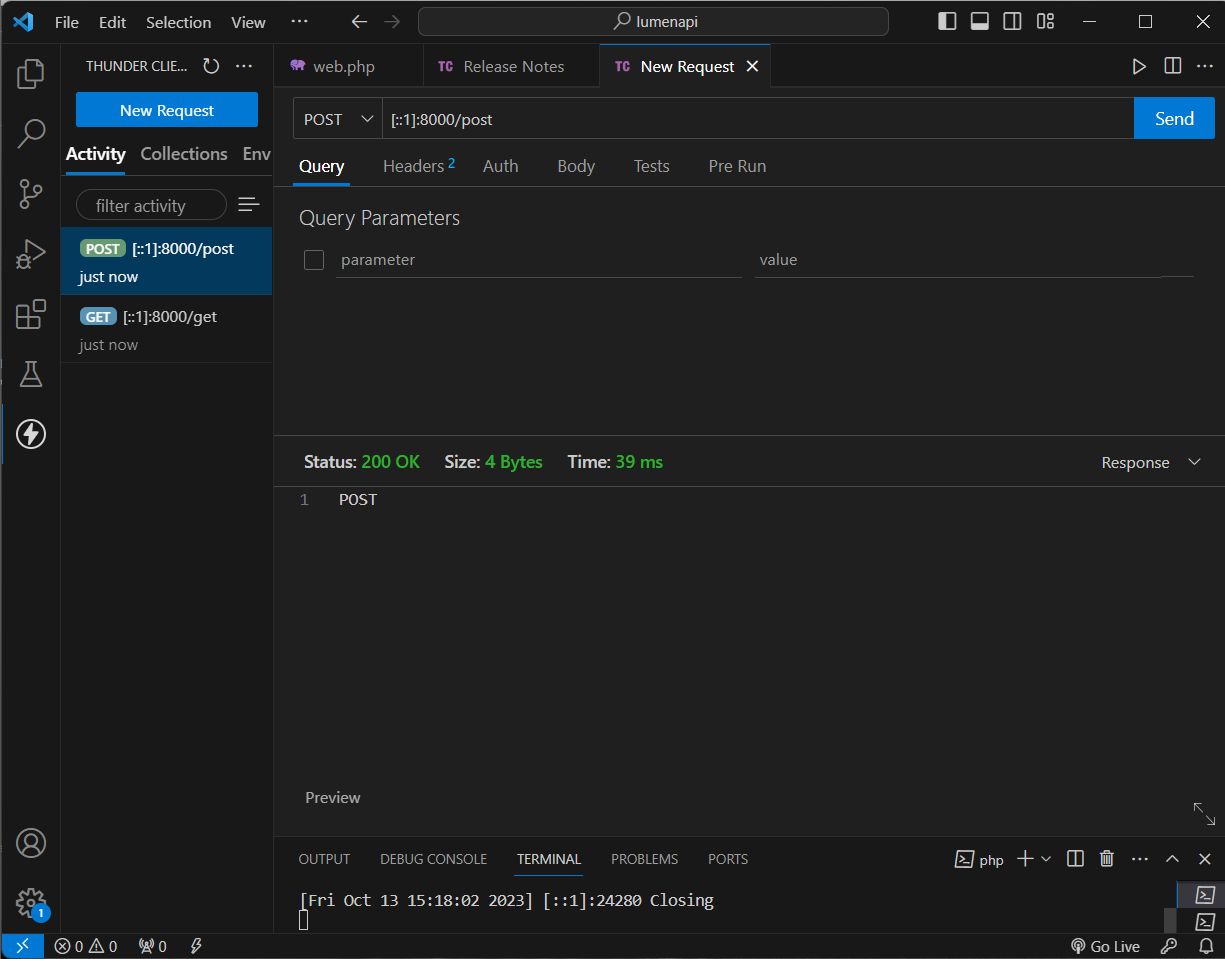 File Edit Selection View ··· lumenapi
THUNDER CLIE... ···
web.php TC Release Notes TC New Request ···
New Request
POST [::1]:8000/post Send
Activity Collections Env
Query Headers 2 Auth Body Tests Pre Run
filter activity
Query Parameters
POST [::1]:8000/post
just now
parameter value
GET [::1]:8000/get
just now
Status: 200 OK Size: 4 Bytes Time: 39 ms Response
1 POST
Preview
OUTPUT DEBUG CONSOLE TERMINAL PROBLEMS PORTS php ···
[Fri Oct 13 15:18:02 2023] [::1]:24280 Closing
1
0 0 0 Go Live